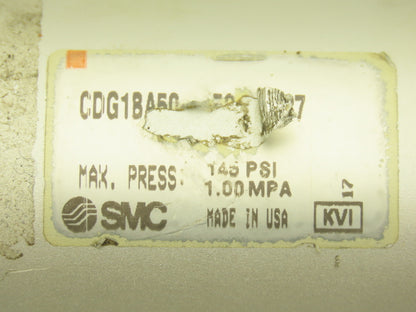 CDG1BA50
MAX. PRESS: 145 PSI
1.00 MPA
SMC MADE IN USA KVI 17